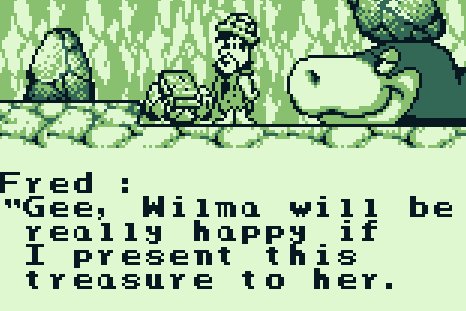 Fred :
"Gee, Wilma will be
really happy if
I present this
treasure to her.